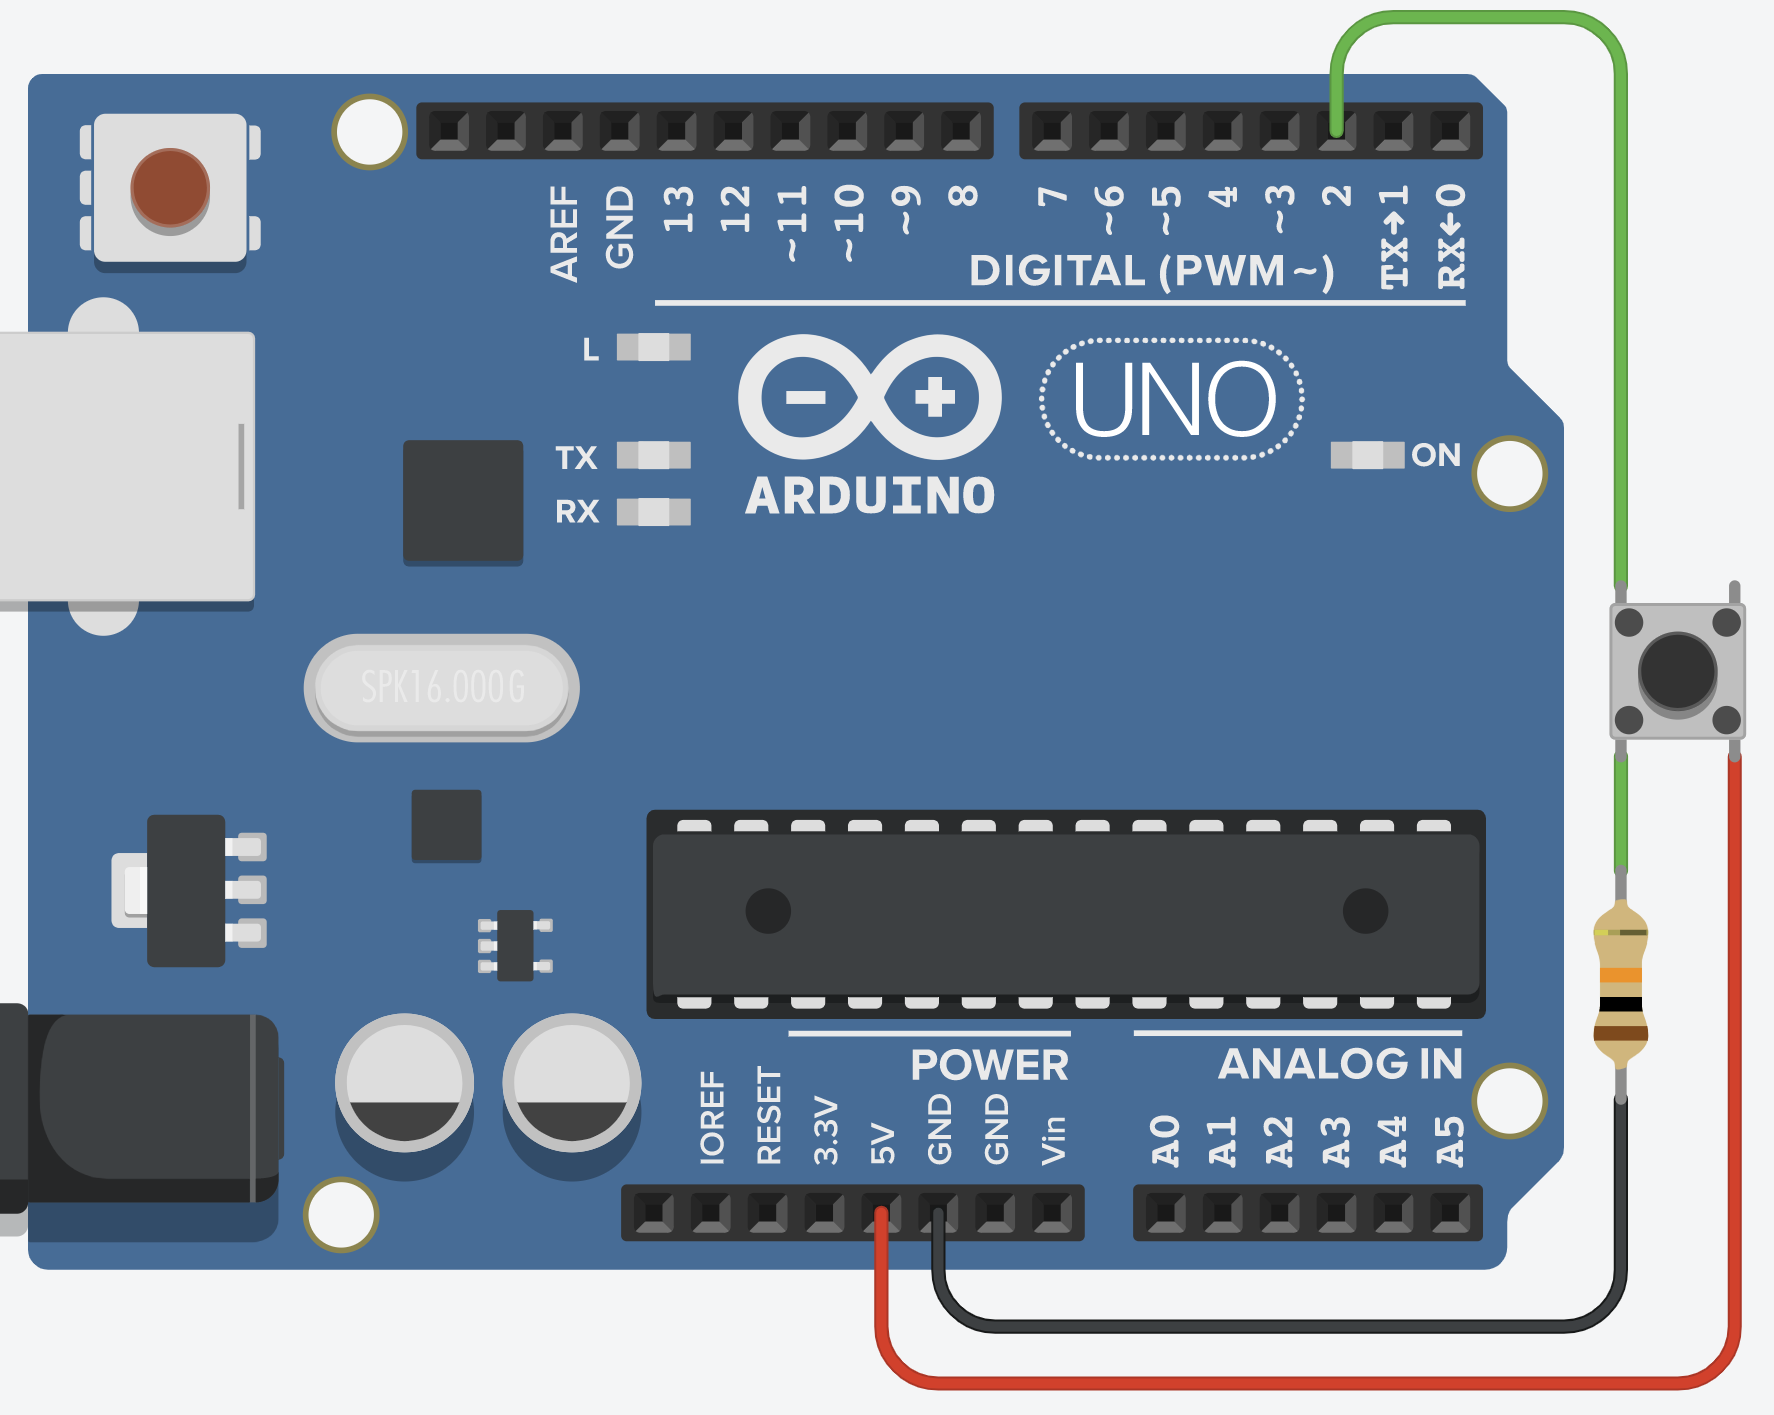 AREF
GND
13
12
~11
~10
~9
8
7
~6
~5
4
~3
2
TX→1
RX←0
DIGITAL (PWM~)
L
TX
RX
ARDUINO
UNO
ON
SPK16.000G
POWER
ANALOG IN
IOREF
RESET
3.3V
5V
GND
GND
Vin
A0
A1
A2
A3
A4
A5